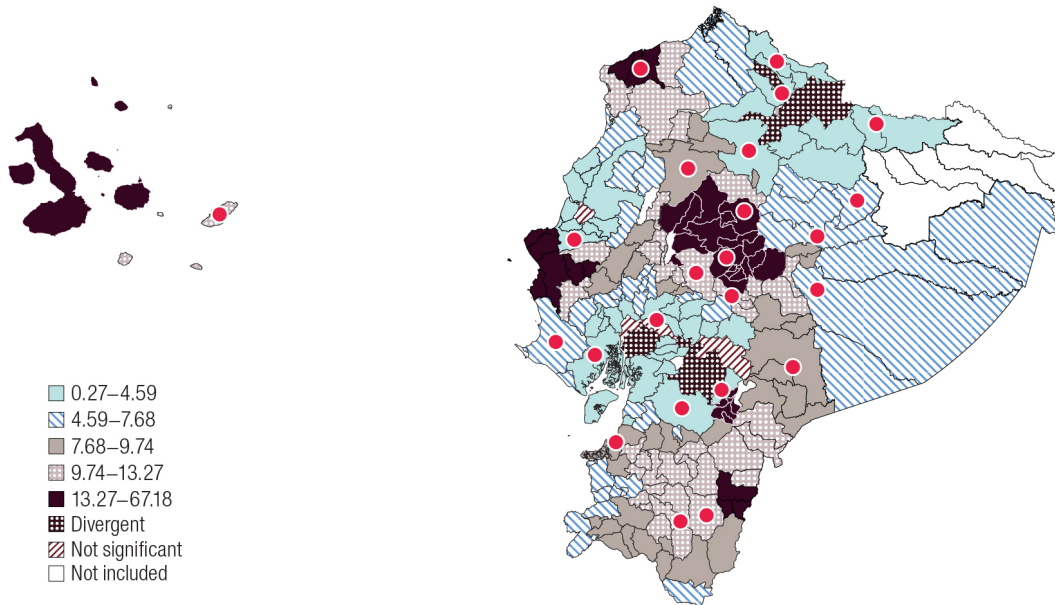 0.27–4.59
4.59–7.68
7.68–9.74
9.74–13.27
13.27–67.18
Divergent
Not significant
Not included